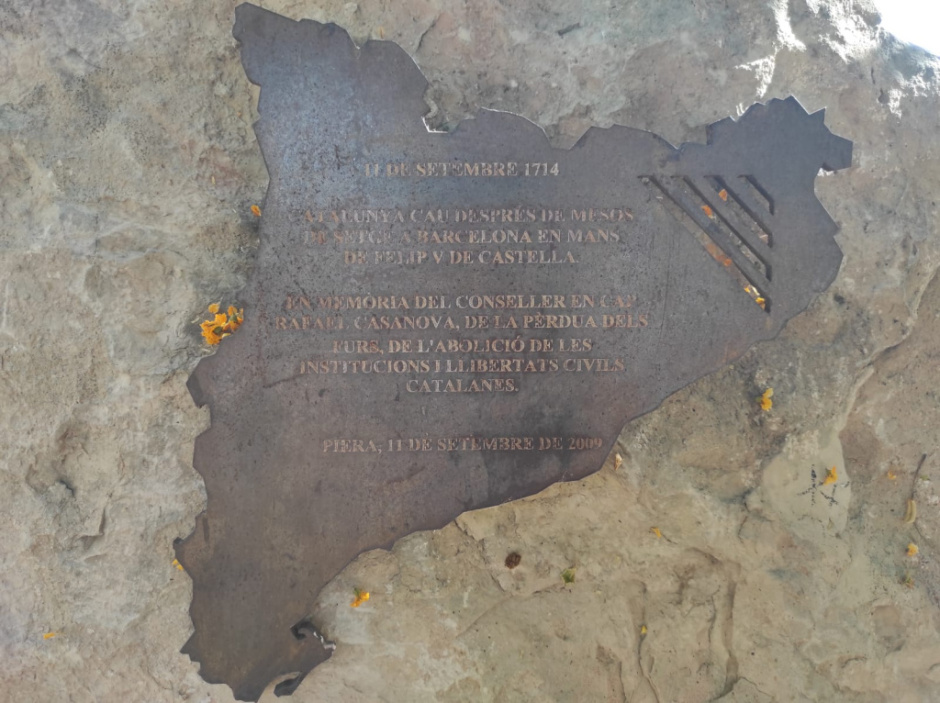 11 DE SETEMBRE 1714
CATALUNYA CAU DESPRÉS DE MESOS
DE SETGE A BARCELONA EN MANS
DE FELIP V DE CASTELLA.
EN MEMÒRIA DEL CONSELLER EN CAP
RAFAEL CASANOVA, DE LA PÈRDUA DELS
FURS, DE L'ABOLICIÓ DE LES
INSTITUCIONS I LLIBERTATS CIVILS
CATALANES.
PIERA, 11 DE SETEMBRE DE 2009